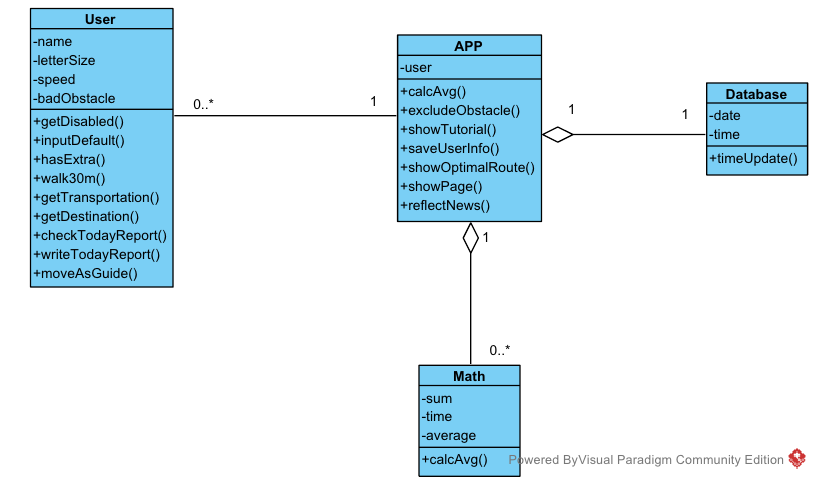 User
-name
-letterSize
-speed
-badObstacle
+getDisabled()
+inputDefault()
+hasExtra()
+walk30m()
+getTransportation()
+getDestination()
+checkTodayReport()
+writeTodayReport()
+moveAsGuide()
0..*
1
APP
-user
+calcAvg()
+excludeObstacle()
+showTutorial()
+saveUserInfo()
+showOptimalRoute()
+showPage()
+reflectNews()
1
1
Database
-date
-time
+timeUpdate()
1
0..*
Math
-sum
-time
-average
+calcAvg()
Powered ByVisual Paradigm Community Edition